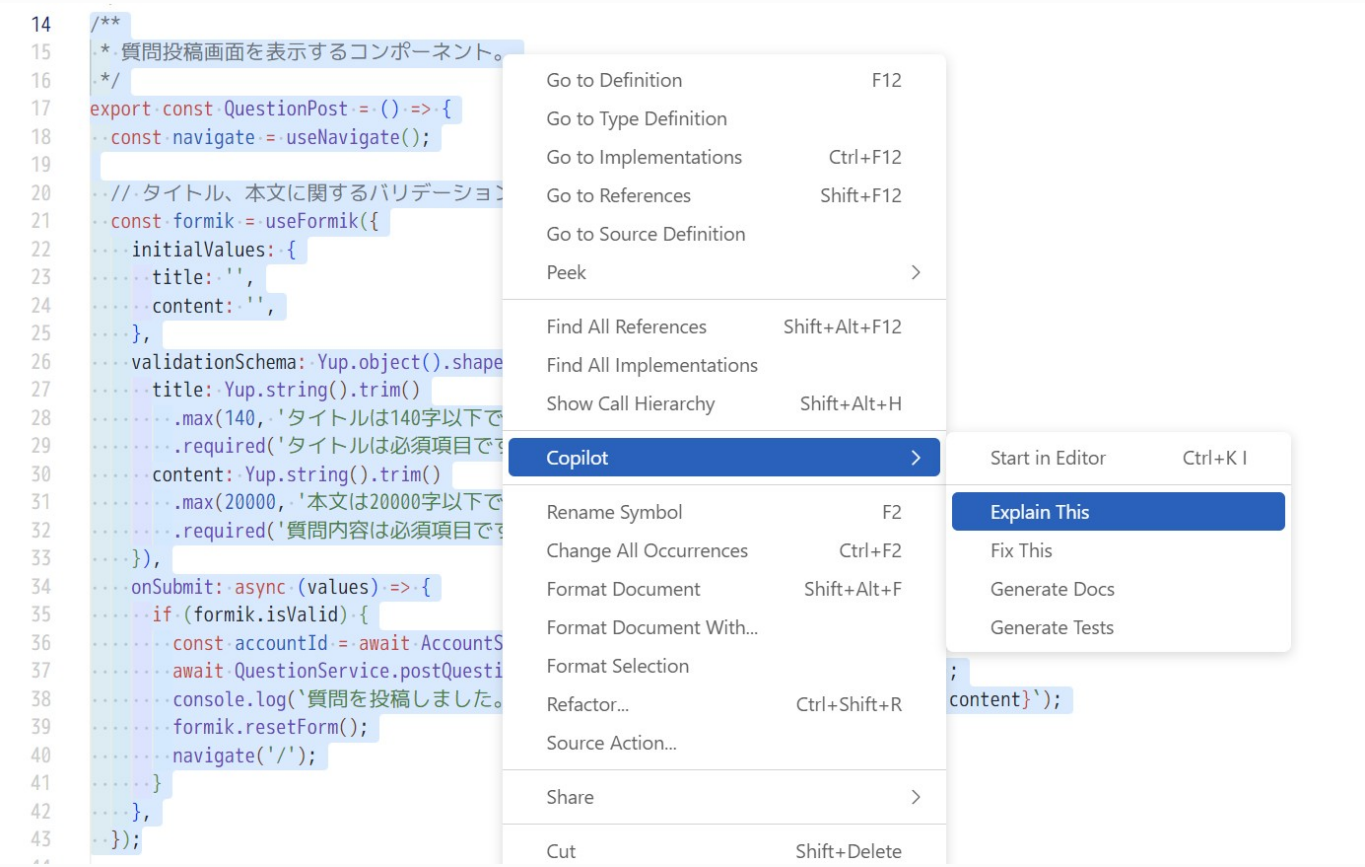 14 /**
15  * 質問投稿画面を表示するコンポーネント。
16  */
17 export const QuestionPost = () => {
18   const navigate = useNavigate();
19
20   // タイトル、本文に関するバリデーション
21   const formik = useFormik({
22     initialValues: {
23       title: '',
24       content: '',
25     },
26     validationSchema: Yup.object().shape
27       title: Yup.string().trim()
28         .max(140, 'タイトルは140字以下で
29         .required('タイトルは必須項目です
30       content: Yup.string().trim()
31         .max(20000, '本文は20000字以下で
32         .required('質問内容は必須項目です
33     }),
34     onSubmit: async (values) => {
35       if (formik.isValid) {
36         const accountId = await AccountS
37         await QuestionService.postQuesti ;
38         console.log(`質問を投稿しました。 content}`);
39         formik.resetForm();
40         navigate('/');
41       }
42     },
43   });
Go to Definition F12
Go to Type Definition
Go to Implementations Ctrl+F12
Go to References Shift+F12
Go to Source Definition
Peek
Find All References Shift+Alt+F12
Find All Implementations
Show Call Hierarchy Shift+Alt+H
Copilot
Rename Symbol F2
Change All Occurrences Ctrl+F2
Format Document Shift+Alt+F
Format Document With...
Format Selection
Refactor... Ctrl+Shift+R
Source Action...
Share
Cut Shift+Delete
Start in Editor Ctrl+K I
Explain This
Fix This
Generate Docs
Generate Tests